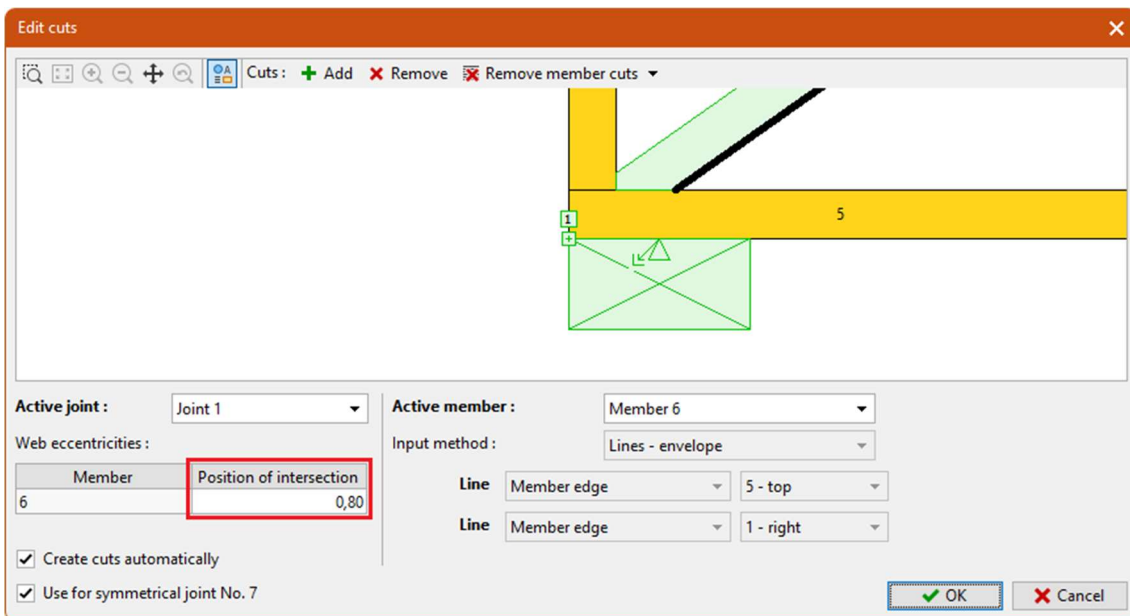 Edit cuts
Cuts : Add Remove Remove member cuts
5
1
Active joint : Joint 1 Active member : Member 6
Web eccentricities : Input method : Lines - envelope
Member Position of intersection Line Member edge 5 - top
6 0,80 Line Member edge 1 - right
Create cuts automatically
Use for symmetrical joint No. 7 OK Cancel